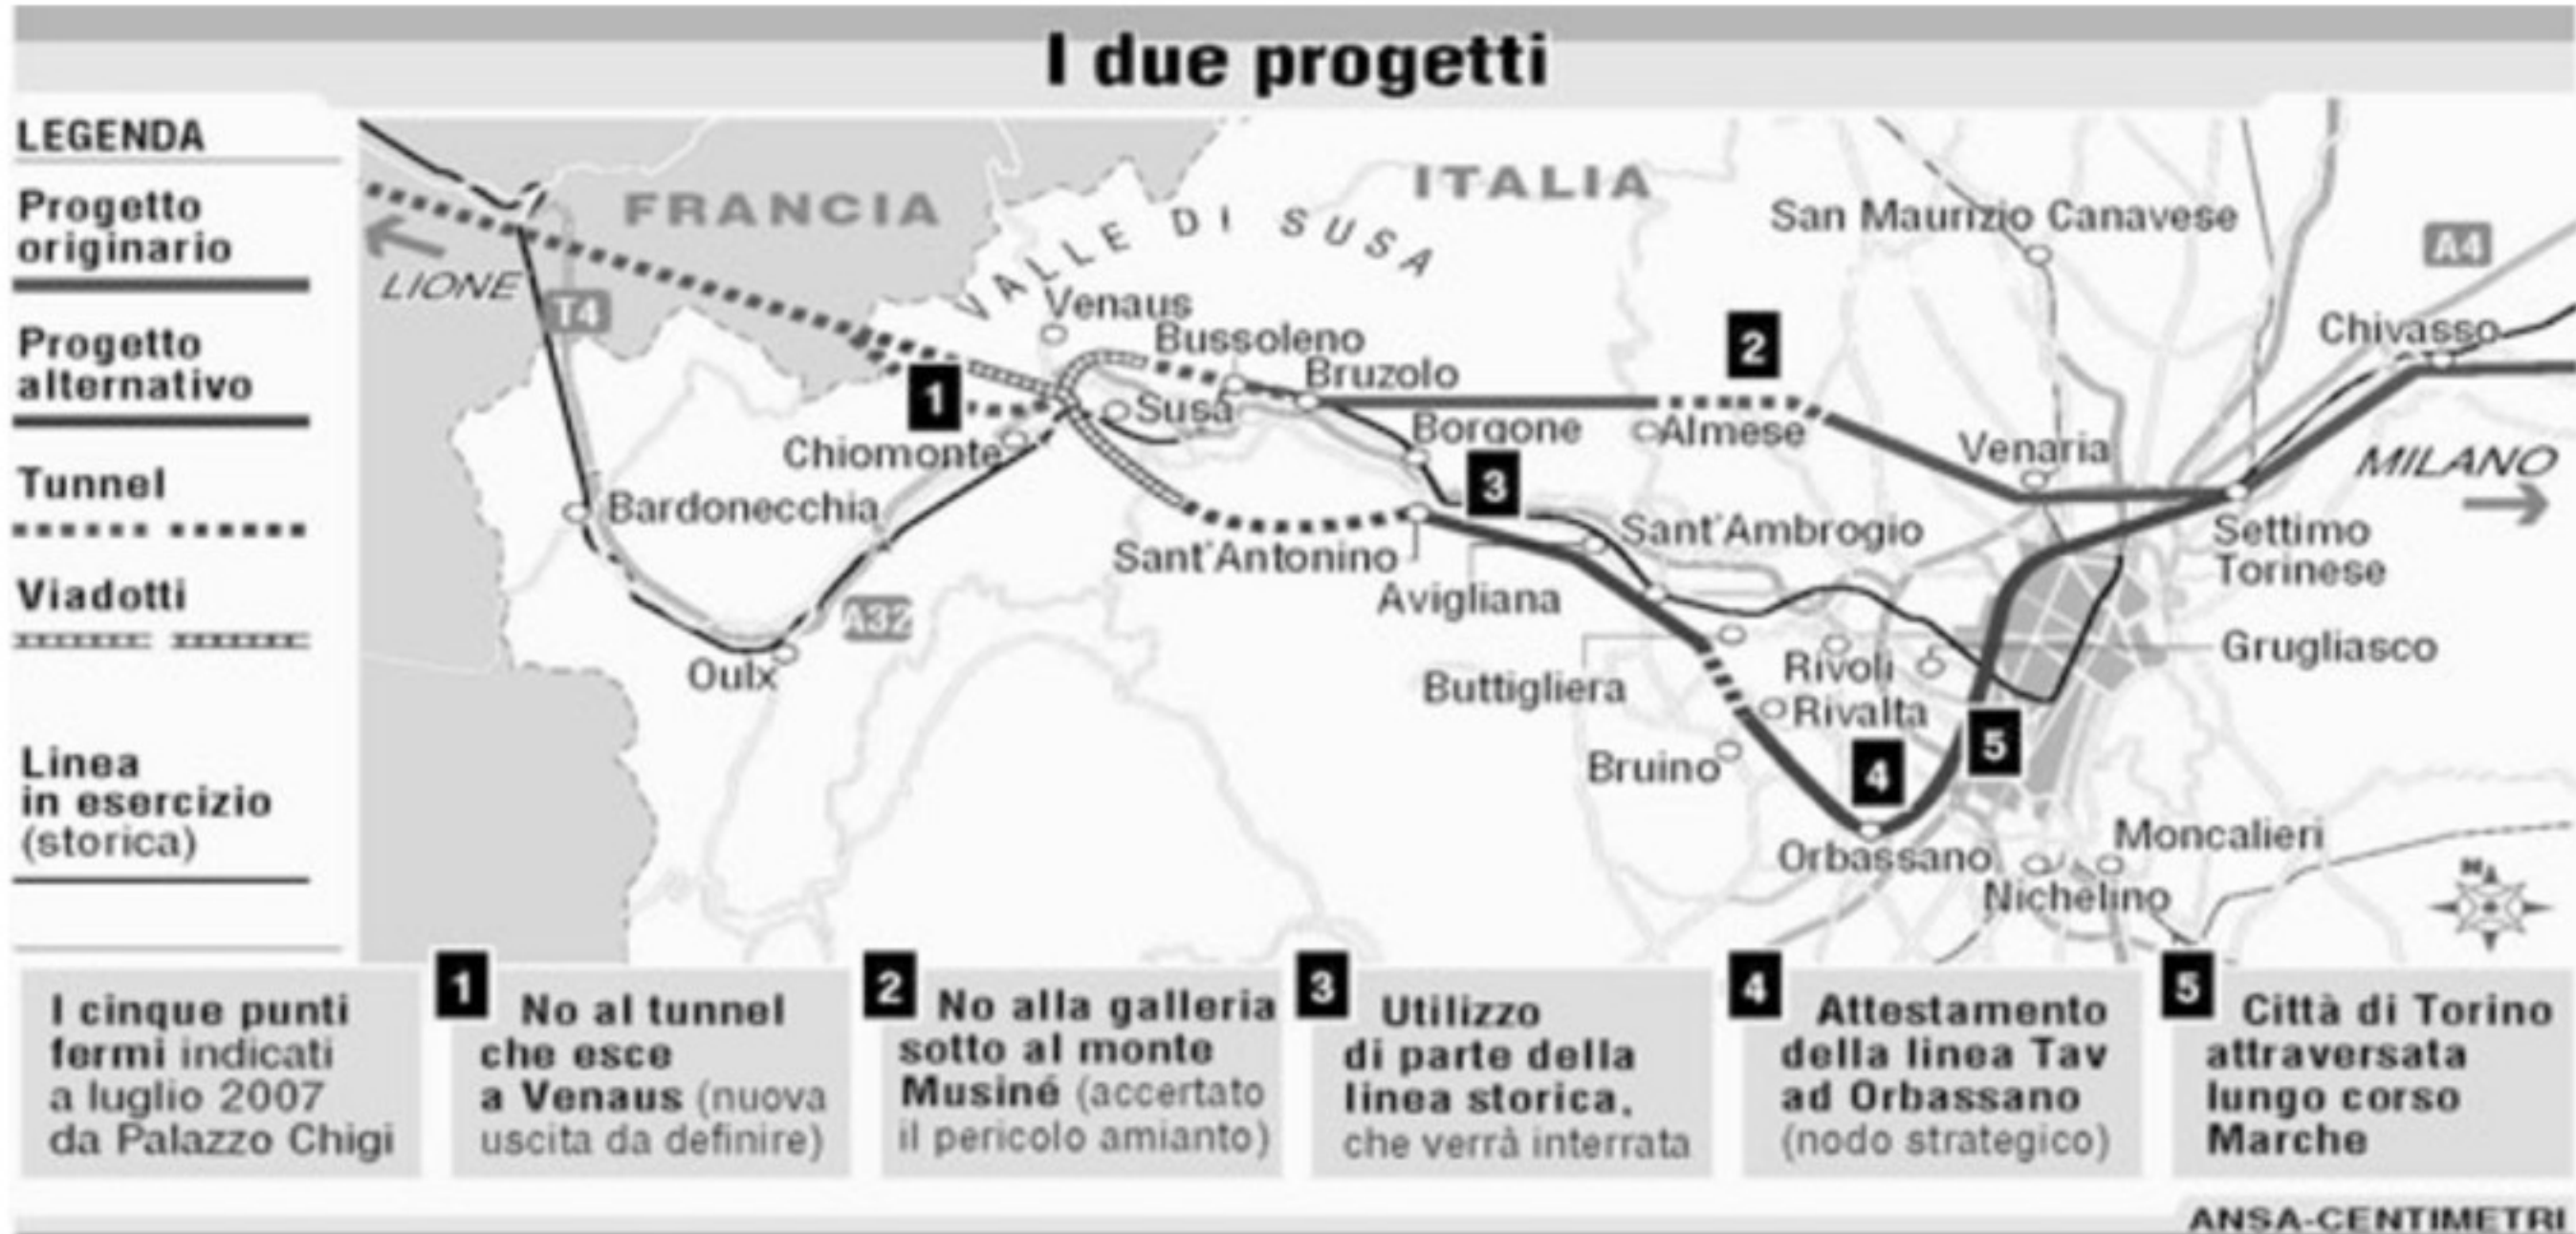 I due progetti
LEGENDA
Progetto
originario
Progetto
alternativo
Tunnel
Viadotti
Linea
in esercizio
(storica)
FRANCIA
ITALIA
VALLE DI SUSA
LIONE
T4
Venaus
Bussoleno
Bruzolo
1
Susa
Chiomonte
Borgone
2
Almese
San Maurizio Canavese
A4
Chivasso
Venaria
MILANO
3
Bardonecchia
Sant'Antonino
Sant'Ambrogio
Settimo
Torinese
Avigliana
A32
Oulx
Grugliasco
Buttigliera
Rivoli
Rivalta
Bruino
4
5
Orbassano
Moncalieri
Nichelino
N
I cinque punti
fermi indicati
a luglio 2007
da Palazzo Chigi
1 No al tunnel
che esce
a Venaus (nuova
uscita da definire)
2 No alla galleria
sotto al monte
Musiné (accertato
il pericolo amianto)
3 Utilizzo
di parte della
linea storica,
che verrà interrata
4 Attestamento
della linea Tav
ad Orbassano
(nodo strategico)
5 Città di Torino
attraversata
lungo corso
Marche
ANSA-CENTIMETRI